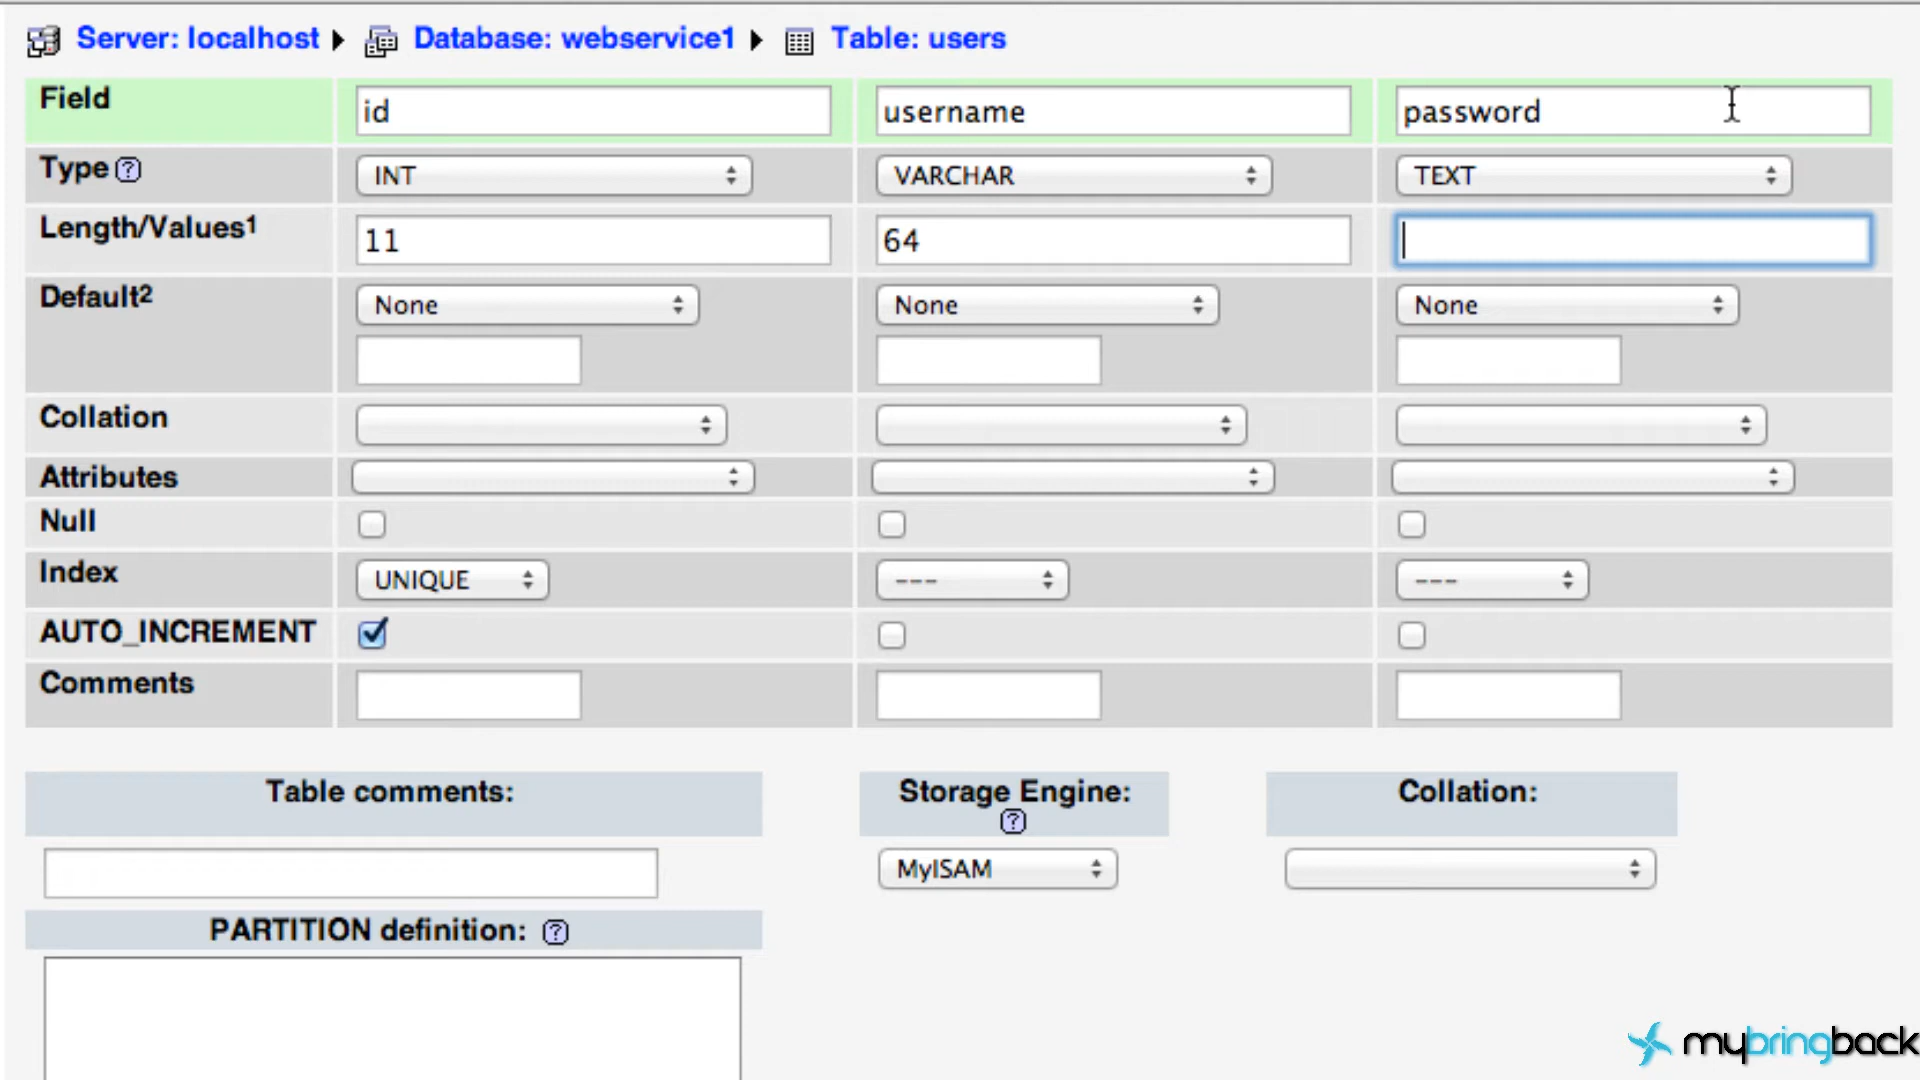 Server: localhost Database: webservice1 Table: users
Field id username password
Type ? INT VARCHAR TEXT
Length/Values1 11 64
Default2 None None None
Collation
Attributes
Null
Index UNIQUE --- ---
AUTO_INCREMENT
Comments
Table comments: Storage Engine: ? Collation:
MyISAM
PARTITION definition: ?
mybringback